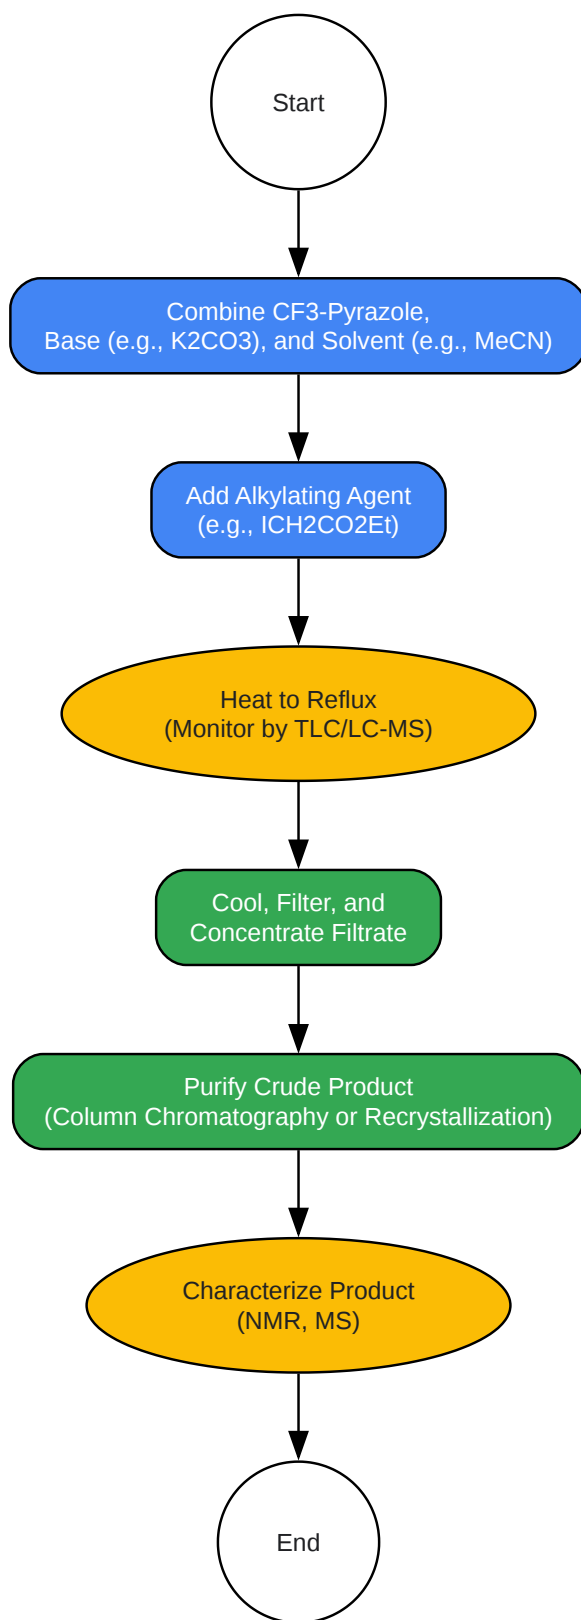 Start
Combine CF3-Pyrazole,
Base (e.g., K2CO3), and Solvent (e.g., MeCN)
Add Alkylating Agent
(e.g., ICH2CO2Et)
Heat to Reflux
(Monitor by TLC/LC-MS)
Cool, Filter, and
Concentrate Filtrate
Purify Crude Product
(Column Chromatography or Recrystallization)
Characterize Product
(NMR, MS)
End